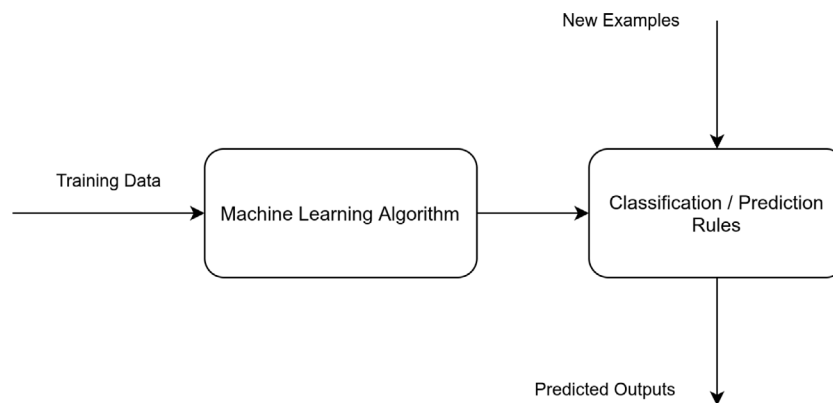 New Examples
Training Data
Machine Learning Algorithm
Classification / Prediction
Rules
Predicted Outputs